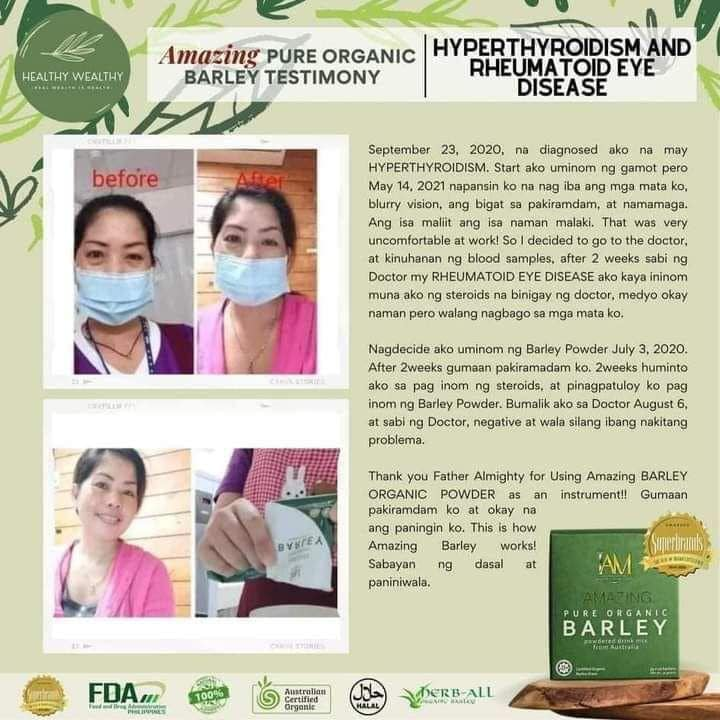 HEALTHY WEALTHY
REAL WEALTH IS HEALTH
Amazing PURE ORGANIC
BARLEY TESTIMONY
HYPERTHYROIDISM AND
RHEUMATOID EYE
DISEASE
before
After
September 23, 2020, na diagnosed ako na may
HYPERTHYROIDISM. Start ako uminom ng gamot pero
May 14, 2021 napansin ko na nag iba ang mga mata ko,
blurry vision, ang bigat sa pakiramdam, at namamaga.
Ang isa maliit ang isa naman malaki. That was very
uncomfortable at work! So I decided to go to the doctor,
at kinuhanan ng blood samples, after 2 weeks sabi ng
Doctor my RHEUMATOID EYE DISEASE ako kaya ininom
muna ako ng steroids na binigay ng doctor, medyo okay
naman pero walang nagbago sa mga mata ko.
Nagdecide ako uminom ng Barley Powder July 3, 2020.
After 2weeks gumaan pakiramadam ko. 2weeks huminto
ako sa pag inom ng steroids, at pinagpatuloy ko pag
inom ng Barley Powder. Bumalik ako sa Doctor August 6,
at sabi ng Doctor, negative at wala silang ibang nakitang
problema.
Thank you Father Almighty for Using Amazing BARLEY
ORGANIC POWDER as an instrument!! Gumaan
pakiramdam ko at okay na
ang paningin ko. This is how
Amazing Barley works!
Sabayan ng dasal at
paniniwala.
BARLEY
Superbrands
IAM
AMAZING
PURE ORGANIC
BARLEY
powdered drink mix
from Australia
Superbrands
FDA
Food and Drug Administration
PHILIPPINES
100%
Australian
Certified
Organic
HALAL
HERB-ALL
ORGANIC BARLEY